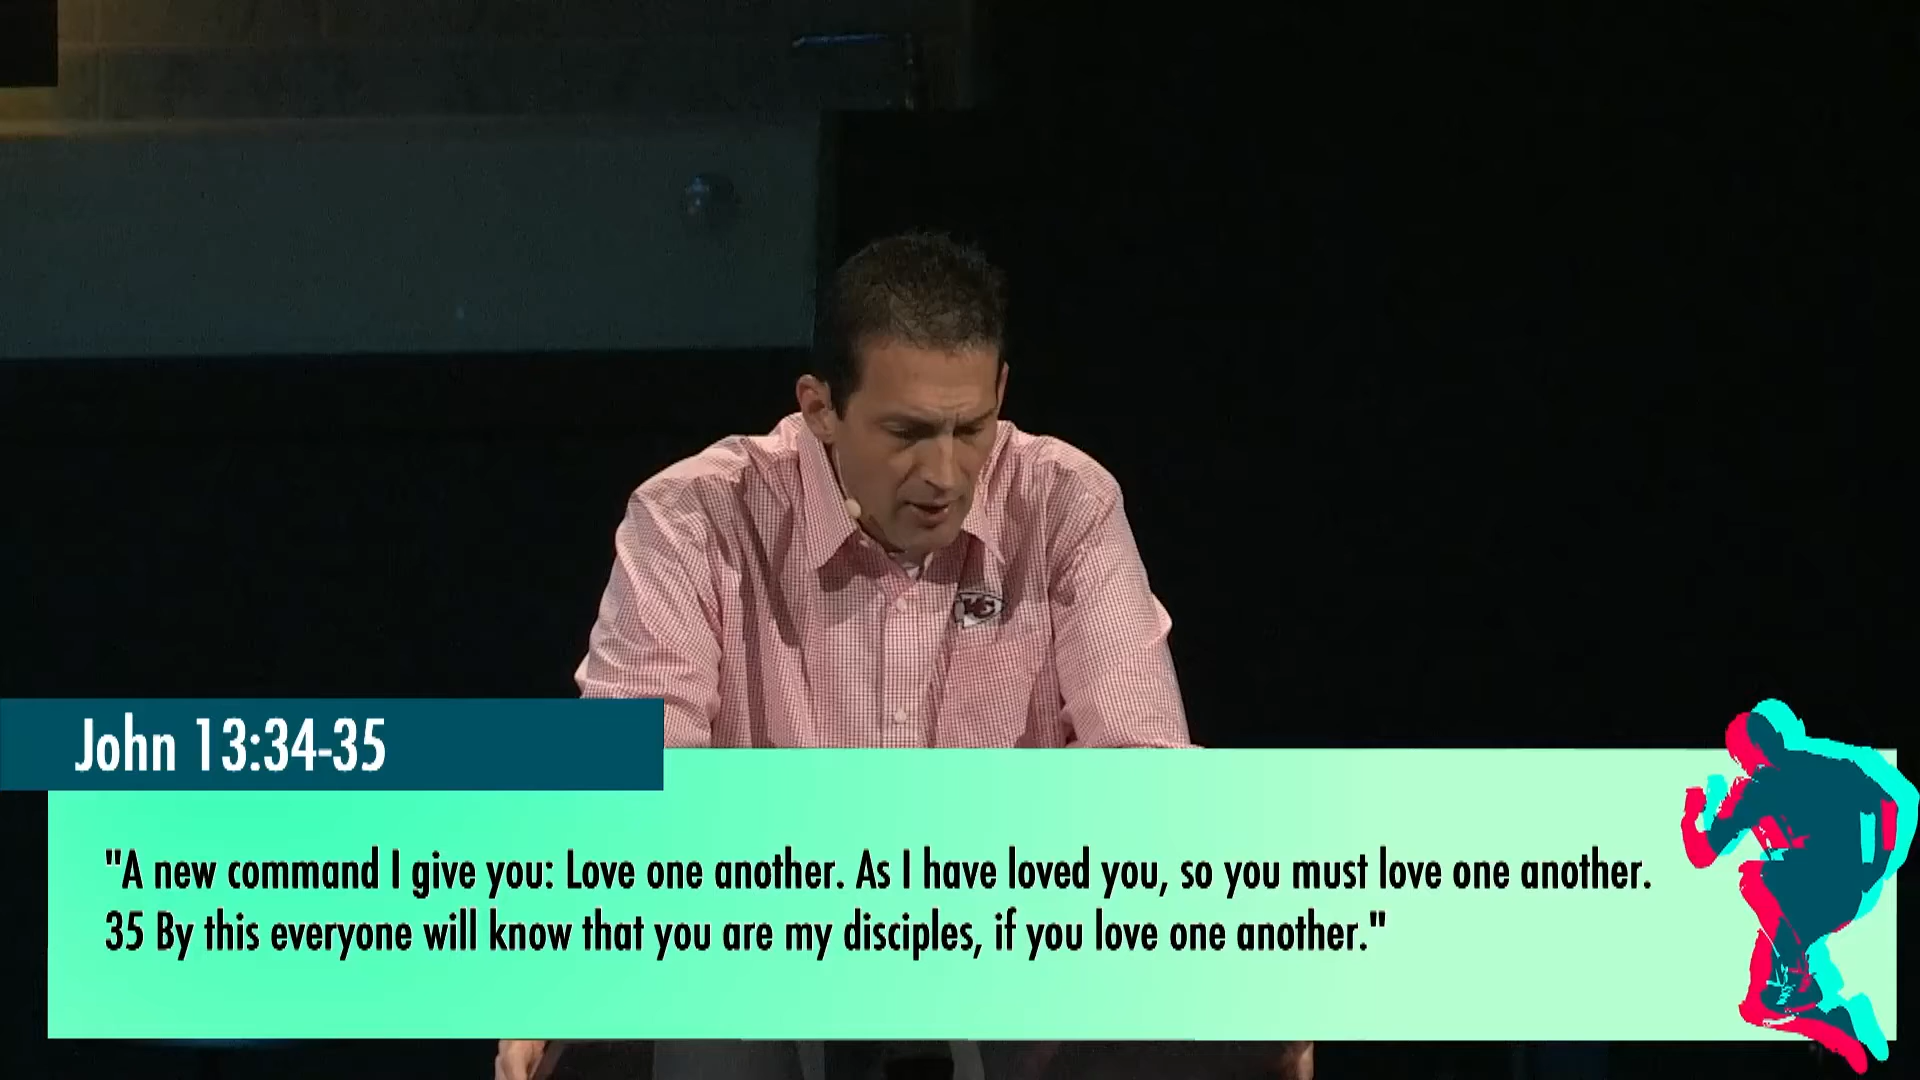 KC
John 13:34-35
"A new command I give you: Love one another. As I have loved you, so you must love one another.
35 By this everyone will know that you are my disciples, if you love one another."